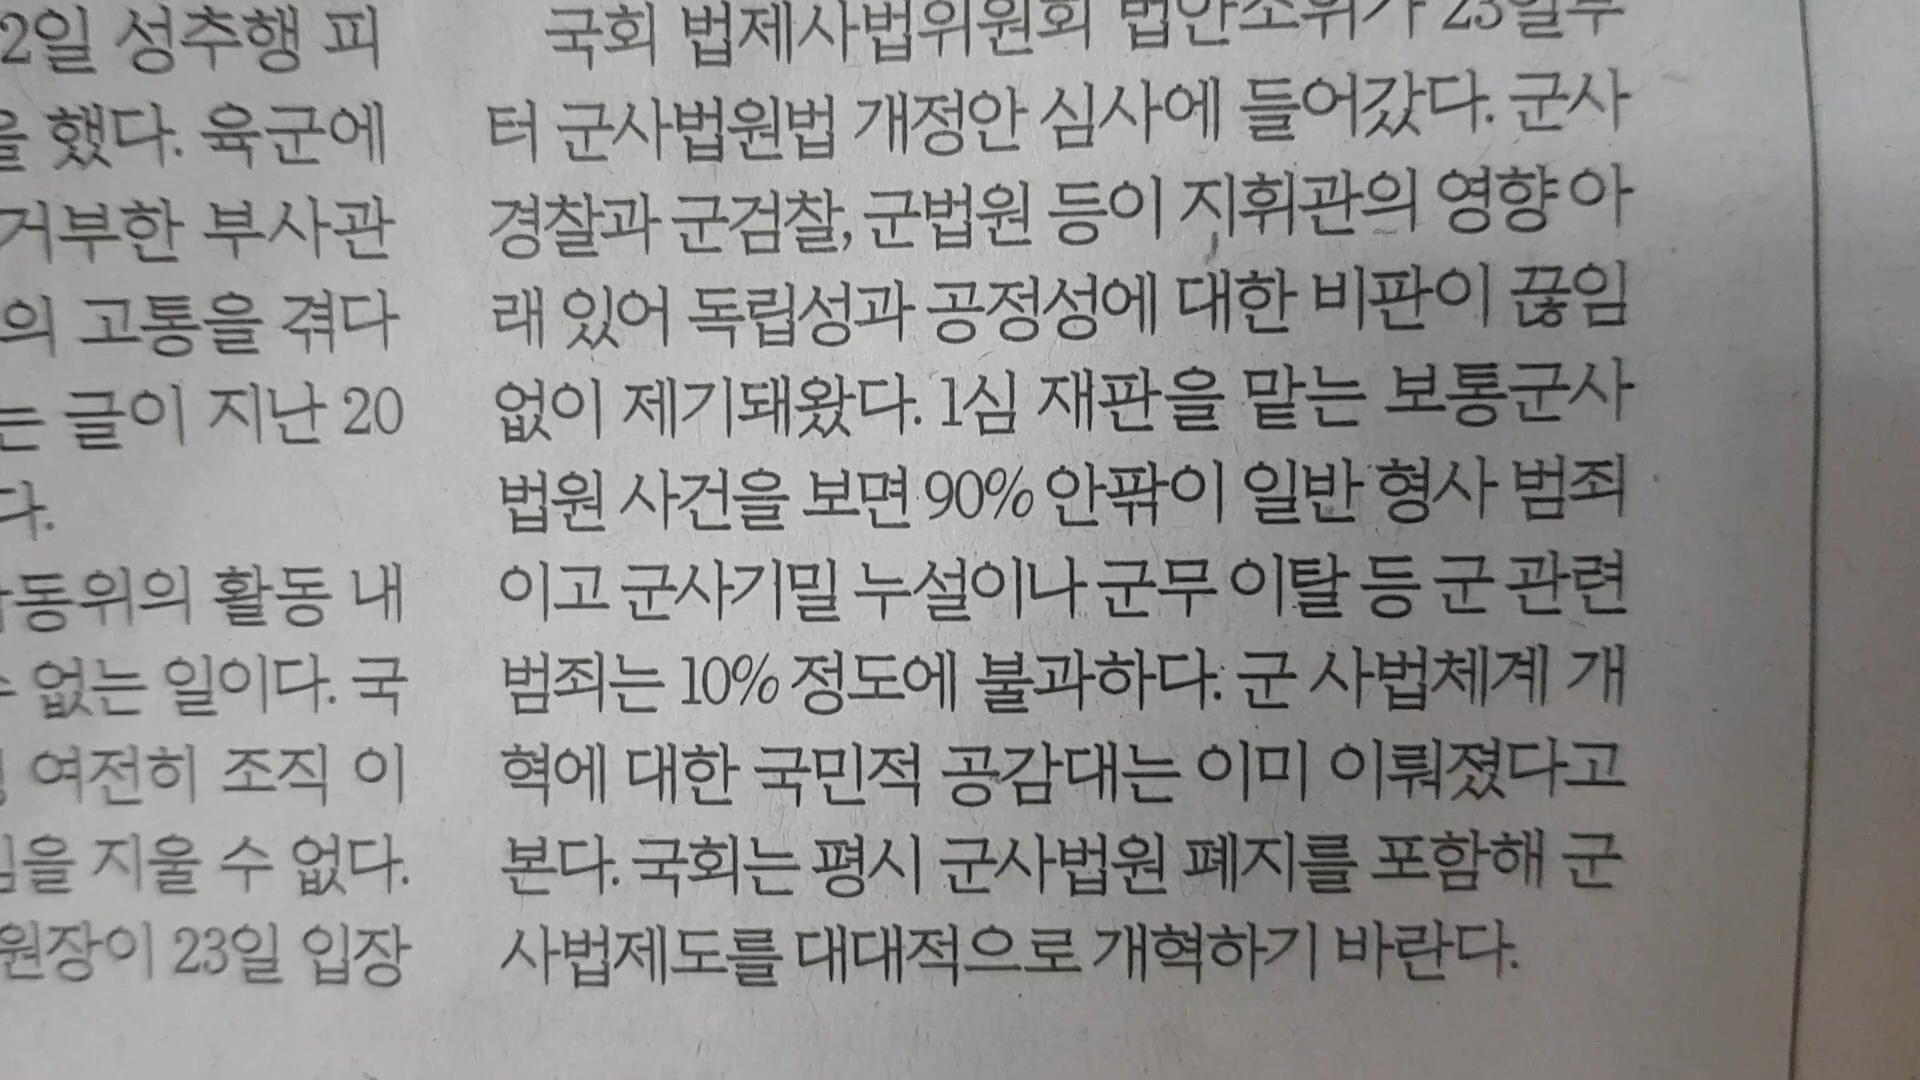 2일 성추행 피
을 했다. 육군에
거부한 부사관
의 고통을 겪다
는 글이 지난 20
다.
동위의 활동 내
없는 일이다. 국
여전히 조직 이
을 지울 수 없다.
원장이 23일 입장
국회 법제사법위원회 법안소위가 23일부
터 군사법원법 개정안 심사에 들어갔다. 군사
경찰과 군검찰, 군법원 등이 지휘관의 영향 아
래 있어 독립성과 공정성에 대한 비판이 끊임
없이 제기돼왔다. 1심 재판을 맡는 보통군사
법원 사건을 보면 90% 안팎이 일반 형사 범죄
이고 군사기밀 누설이나 군무 이탈 등 군 관련
범죄는 10% 정도에 불과하다. 군 사법체계 개
혁에 대한 국민적 공감대는 이미 이뤄졌다고
본다. 국회는 평시 군사법원 폐지를 포함해 군
사법제도를 대대적으로 개혁하기 바란다.